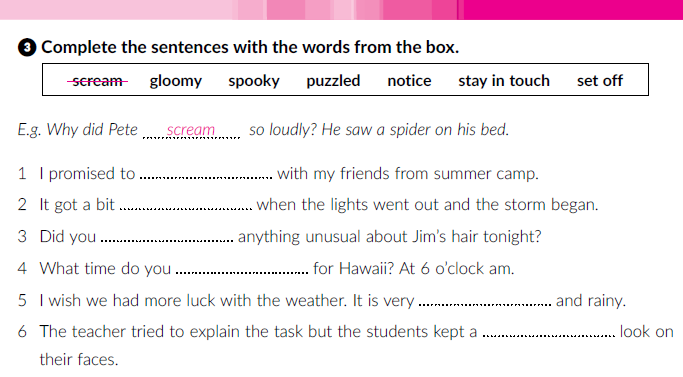 3 Complete the sentences with the words from the box.
scream gloomy spooky puzzled notice stay in touch set off
E.g. Why did Pete ....scream.... so loudly? He saw a spider on his bed.
1 I promised to .............................. with my friends from summer camp.
2 It got a bit .............................. when the lights went out and the storm began.
3 Did you .............................. anything unusual about Jim's hair tonight?
4 What time do you .............................. for Hawaii? At 6 o'clock am.
5 I wish we had more luck with the weather. It is very .............................. and rainy.
6 The teacher tried to explain the task but the students kept a .............................. look on
their faces.